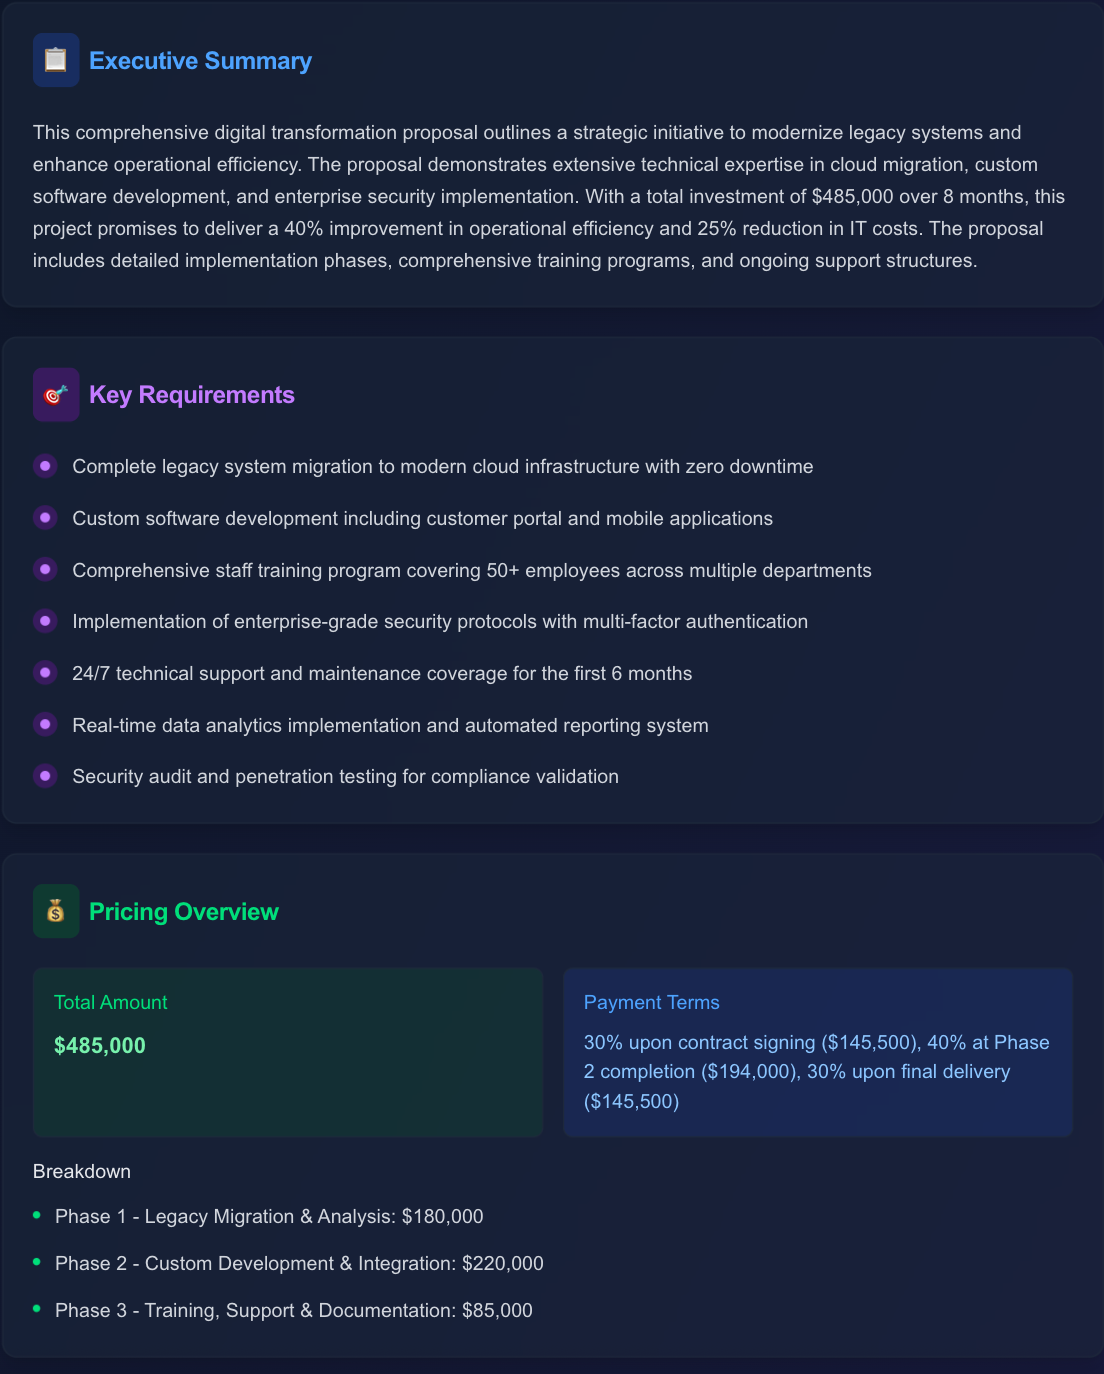 Executive Summary
This comprehensive digital transformation proposal outlines a strategic initiative to modernize legacy systems and
enhance operational efficiency. The proposal demonstrates extensive technical expertise in cloud migration, custom
software development, and enterprise security implementation. With a total investment of $485,000 over 8 months, this
project promises to deliver a 40% improvement in operational efficiency and 25% reduction in IT costs. The proposal
includes detailed implementation phases, comprehensive training programs, and ongoing support structures.
Key Requirements
Complete legacy system migration to modern cloud infrastructure with zero downtime
Custom software development including customer portal and mobile applications
Comprehensive staff training program covering 50+ employees across multiple departments
Implementation of enterprise-grade security protocols with multi-factor authentication
24/7 technical support and maintenance coverage for the first 6 months
Real-time data analytics implementation and automated reporting system
Security audit and penetration testing for compliance validation
Pricing Overview
Total Amount
$485,000
Payment Terms
30% upon contract signing ($145,500), 40% at Phase
2 completion ($194,000), 30% upon final delivery
($145,500)
Breakdown
Phase 1 - Legacy Migration & Analysis: $180,000
Phase 2 - Custom Development & Integration: $220,000
Phase 3 - Training, Support & Documentation: $85,000